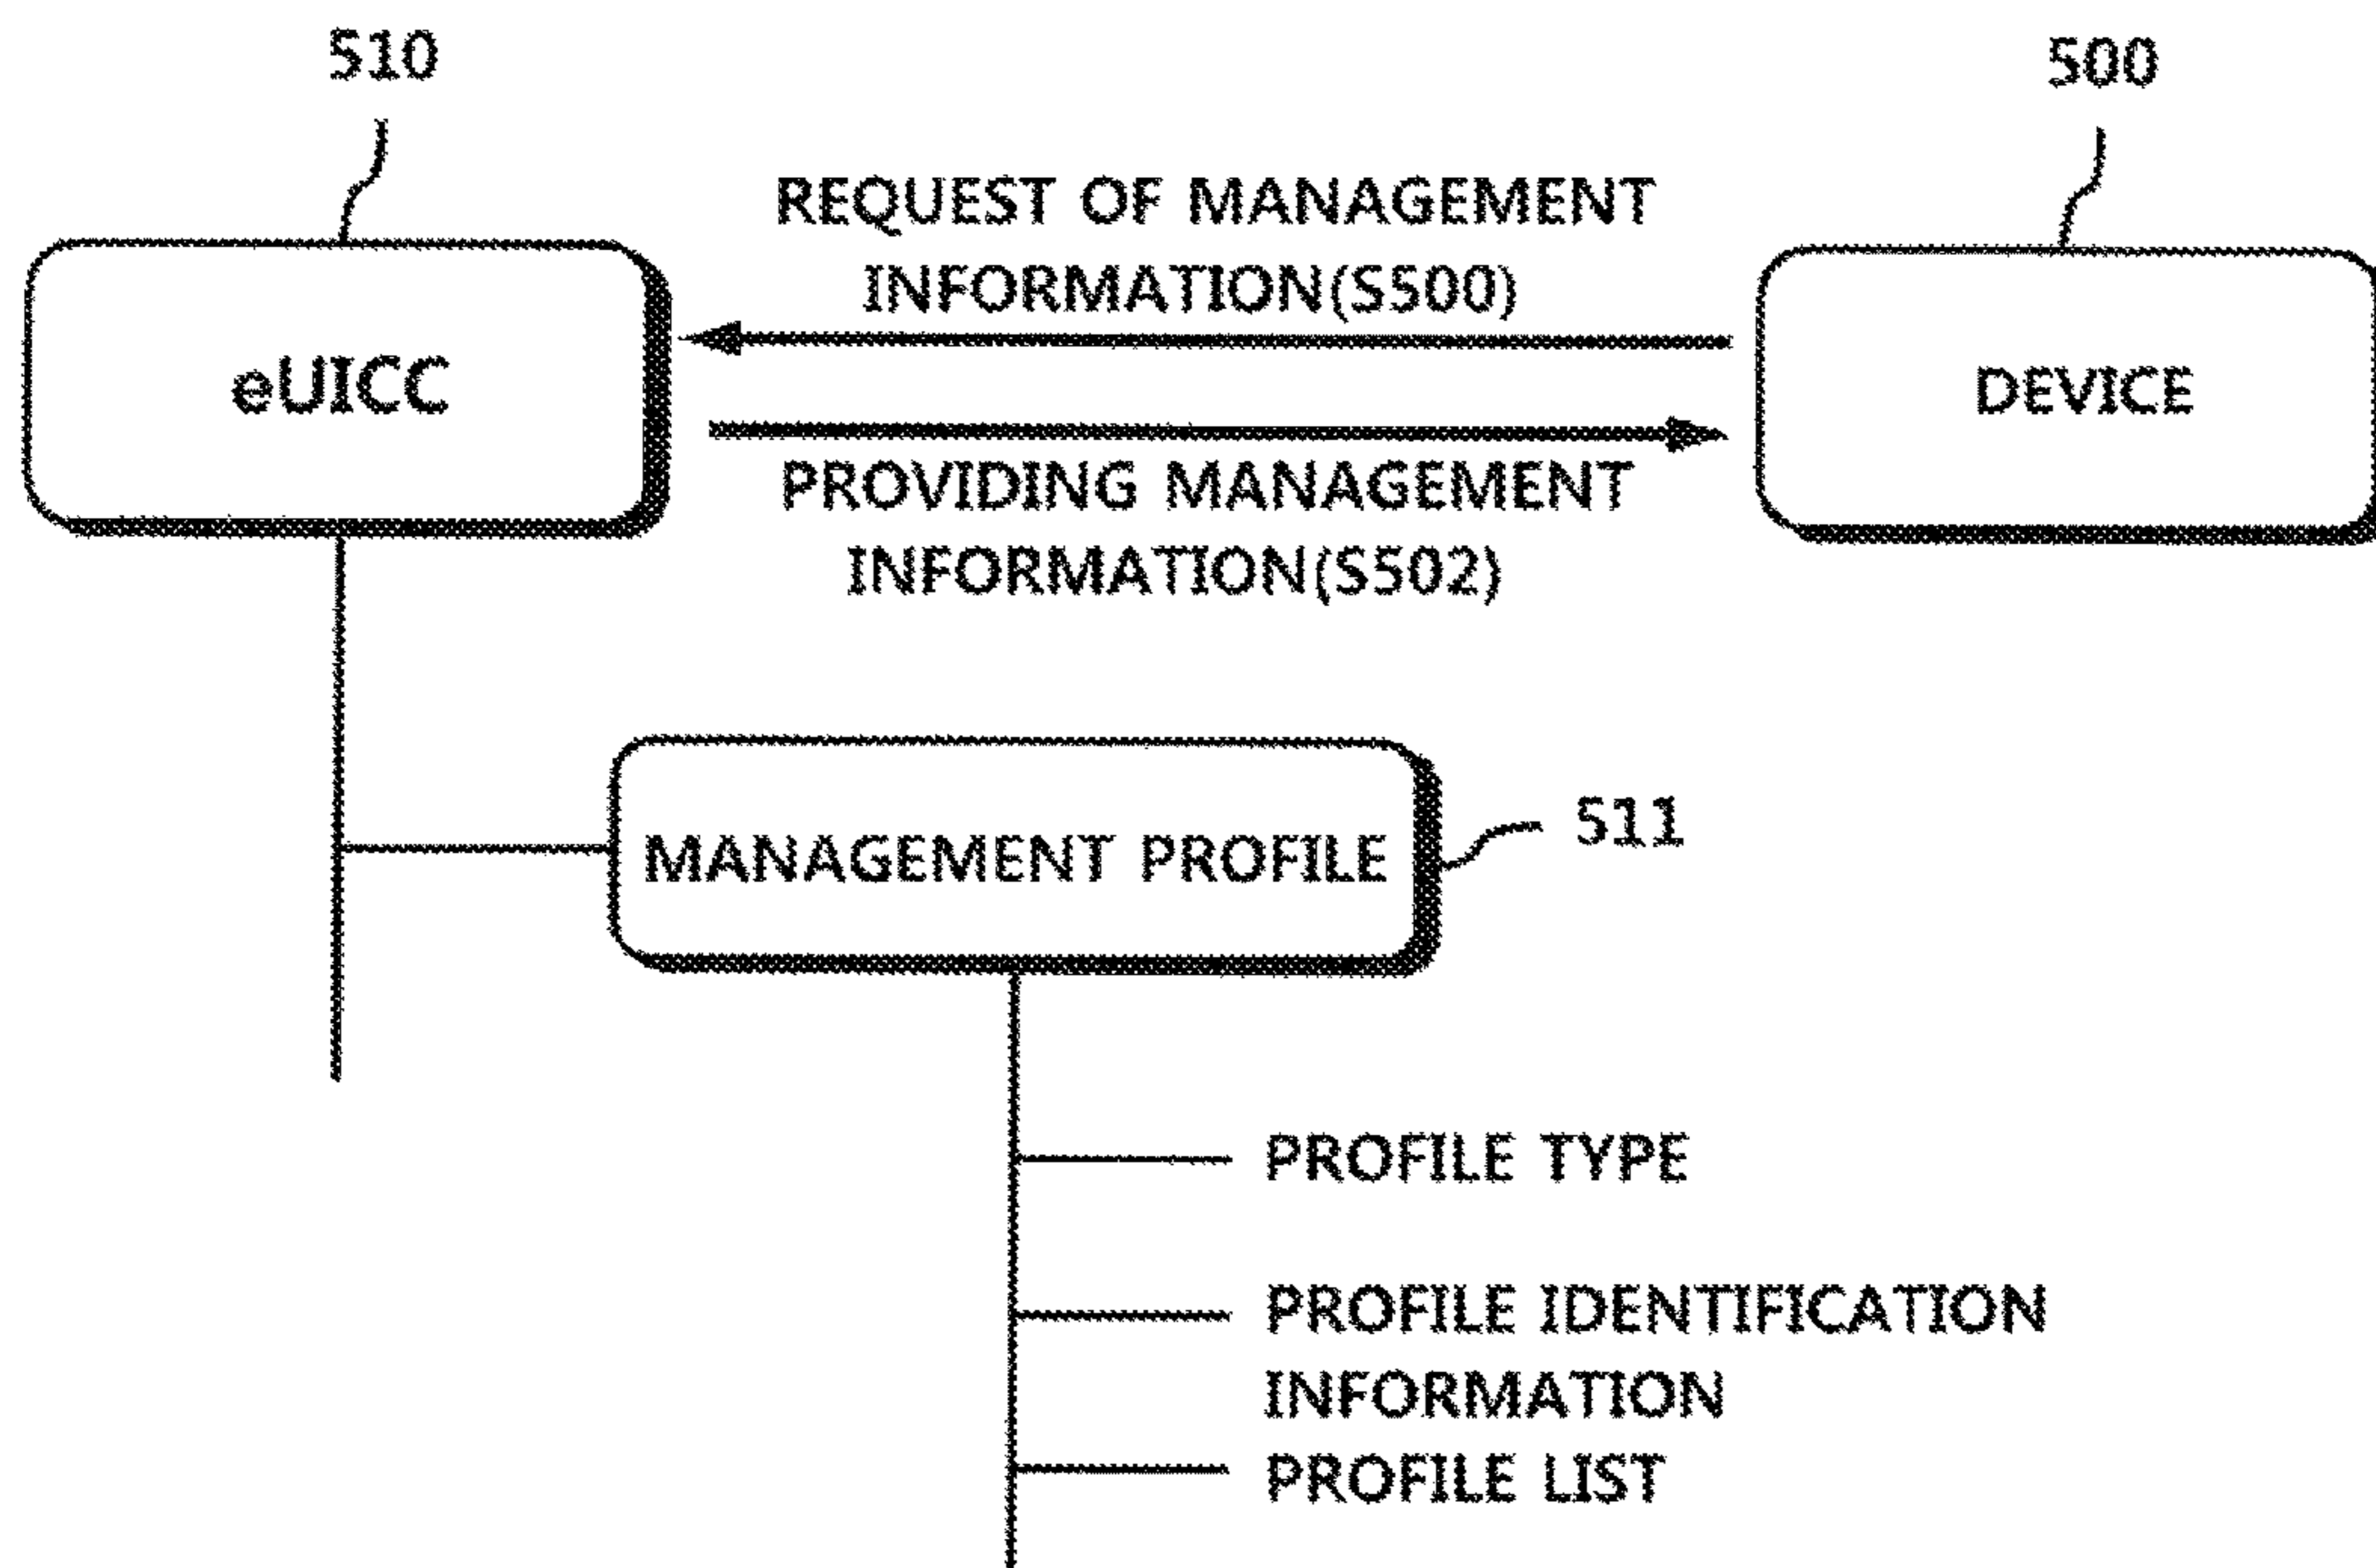 510
500
REQUEST OF MANAGEMENT
INFORMATION(S500)
eUICC
DEVICE
PROVIDING MANAGEMENT
INFORMATION(S502)
MANAGEMENT PROFILE
511
PROFILE TYPE
PROFILE IDENTIFICATION
INFORMATION
PROFILE LIST